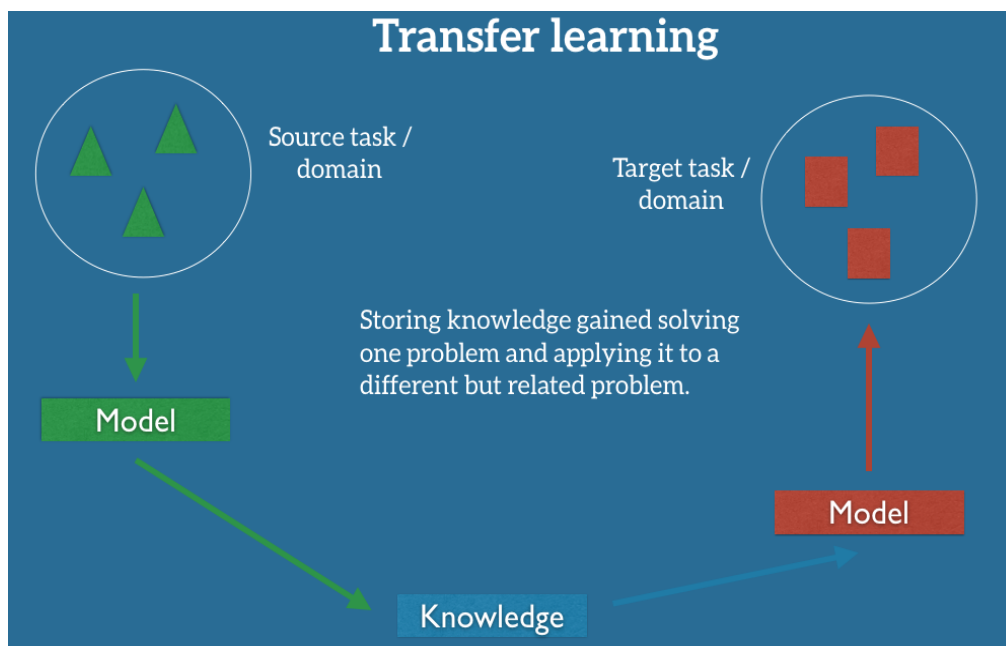 Transfer learning
Source task /
domain
Target task /
domain
Storing knowledge gained solving
one problem and applying it to a
different but related problem.
Model
Model
Knowledge